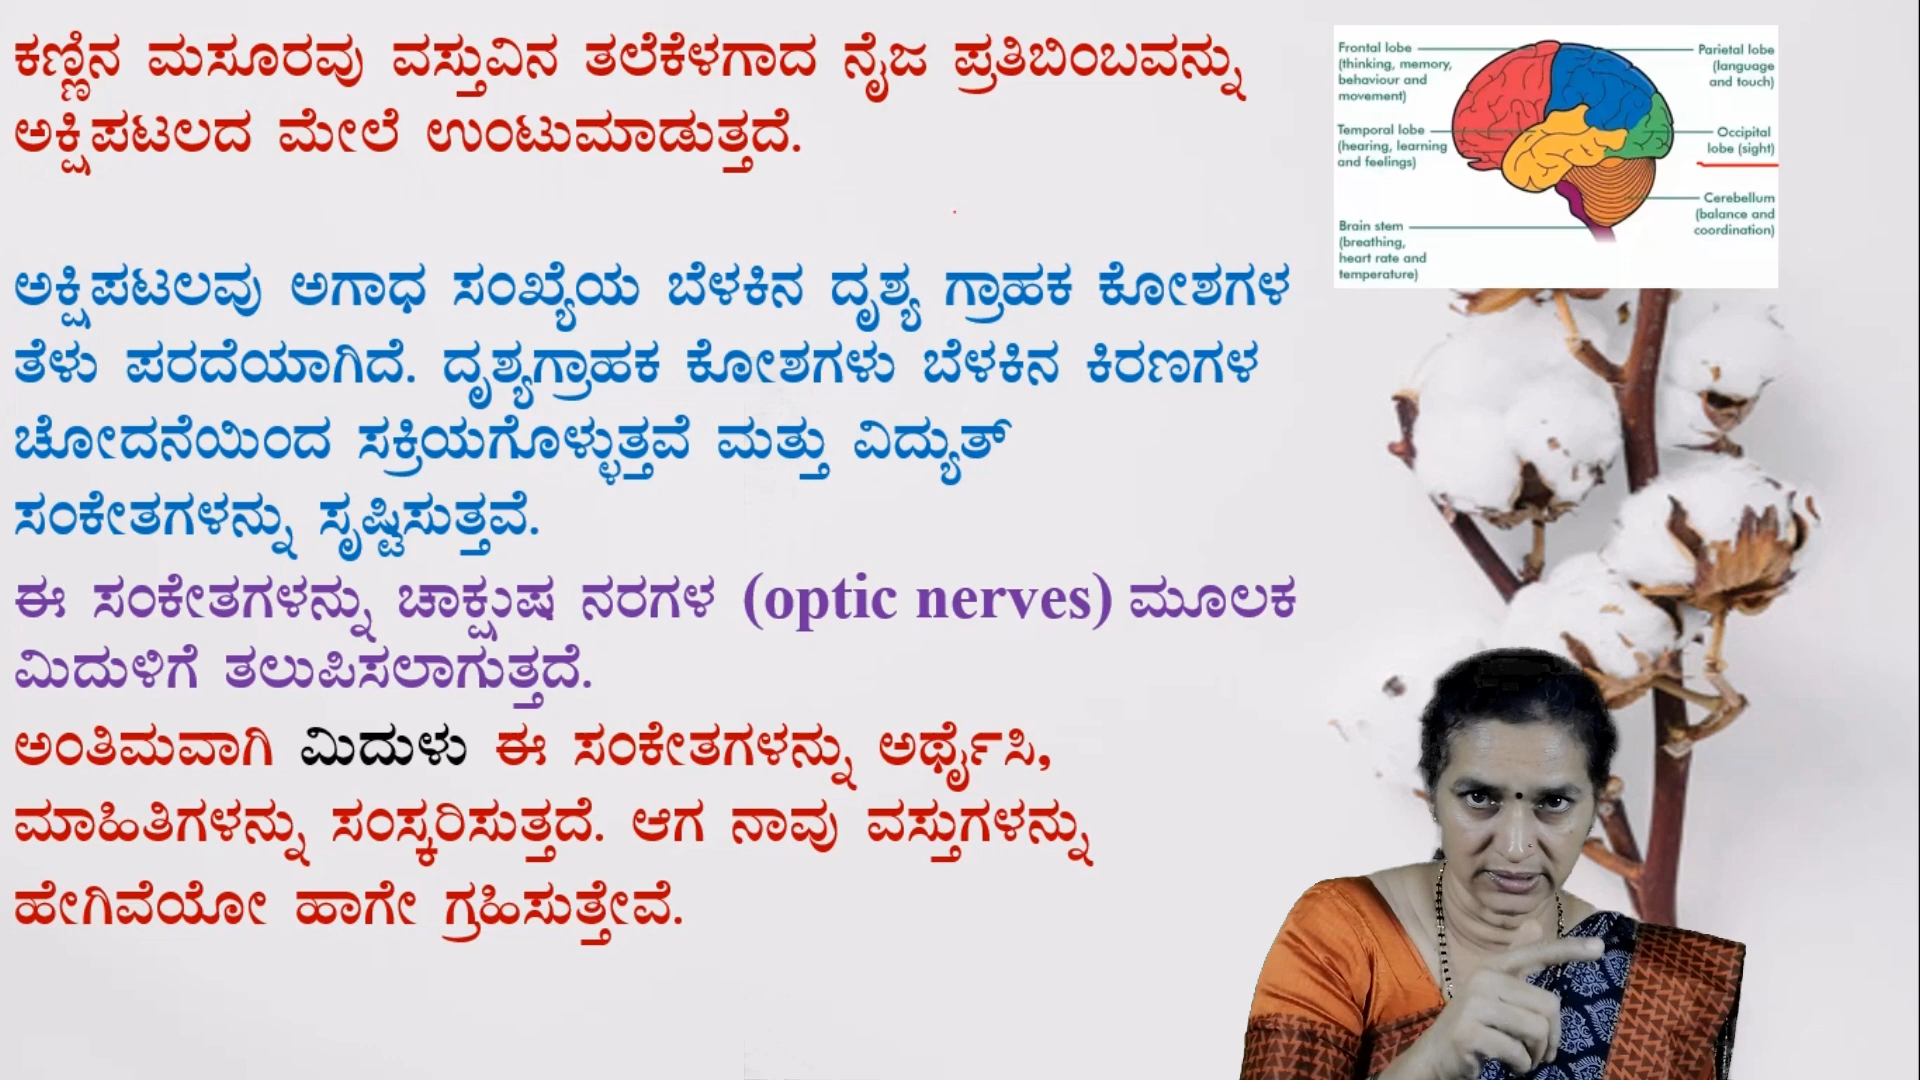 ಕಣ್ಣಿನ ಮಸೂರವು ವಸ್ತುವಿನ ತಲೆಕೆಳಗಾದ ನೈಜ ಪ್ರತಿಬಿಂಬವನ್ನು
ಅಕ್ಷಿಪಟಲದ ಮೇಲೆ ಉಂಟುಮಾಡುತ್ತದೆ.
ಅಕ್ಷಿಪಟಲವು ಅಗಾಧ ಸಂಖ್ಯೆಯ ಬೆಳಕಿನ ದೃಶ್ಯ ಗ್ರಾಹಕ ಕೋಶಗಳ
ತೆಳು ಪರದೆಯಾಗಿದೆ. ದೃಶ್ಯಗ್ರಾಹಕ ಕೋಶಗಳು ಬೆಳಕಿನ ಕಿರಣಗಳ
ಚೋದನೆಯಿಂದ ಸಕ್ರಿಯಗೊಳ್ಳುತ್ತವೆ ಮತ್ತು ವಿದ್ಯುತ್
ಸಂಕೇತಗಳನ್ನು ಸೃಷ್ಟಿಸುತ್ತವೆ.
ಈ ಸಂಕೇತಗಳನ್ನು ಚಾಕ್ಷುಷ ನರಗಳ (optic nerves) ಮೂಲಕ
ಮಿದುಳಿಗೆ ತಲುಪಿಸಲಾಗುತ್ತದೆ.
ಅಂತಿಮವಾಗಿ ಮಿದುಳು ಈ ಸಂಕೇತಗಳನ್ನು ಅರ್ಥೈಸಿ,
ಮಾಹಿತಿಗಳನ್ನು ಸಂಸ್ಕರಿಸುತ್ತದೆ. ಆಗ ನಾವು ವಸ್ತುಗಳನ್ನು
ಹೇಗಿವೆಯೋ ಹಾಗೇ ಗ್ರಹಿಸುತ್ತೇವೆ.
Frontal lobe
(thinking, memory,
behaviour and
movement)
Temporal lobe
(hearing, learning
and feelings)
Brain stem
(breathing,
heart rate and
temperature)
Parietal lobe
(language
and touch)
Occipital
lobe (sight)
Cerebellum
(balance and
coordination)